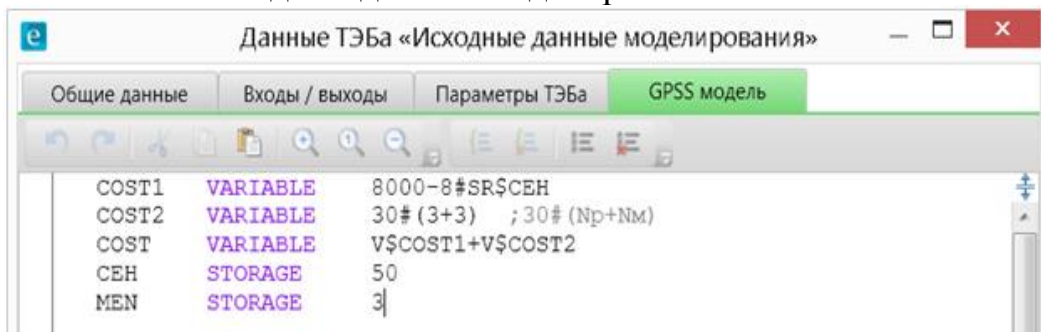 Данные ТЭБа «Исходные данные моделирования»
Общие данные Входы / выходы Параметры ТЭБа GPSS модель
COST1 VARIABLE 8000-8#SR$CEH
COST2 VARIABLE 30#(3+3) ;30#(Np+Nм)
COST VARIABLE V$COST1+V$COST2
CEH STORAGE 50
MEN STORAGE 3